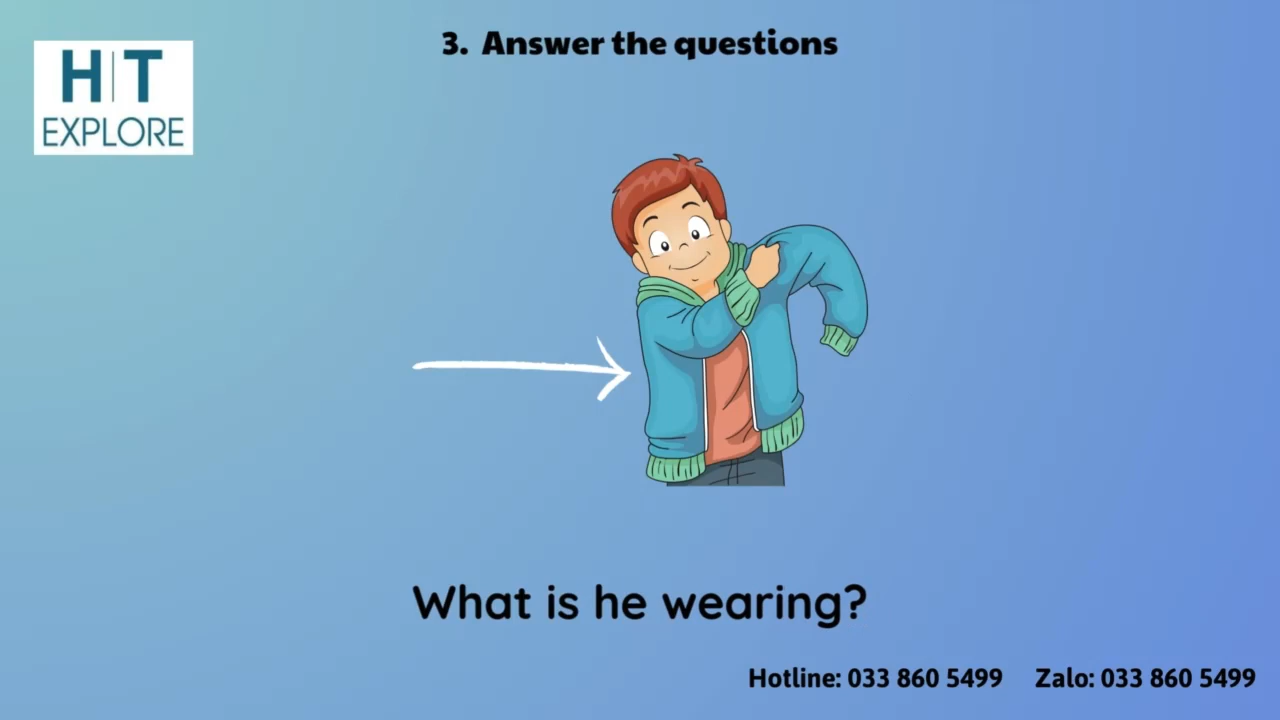 3. Answer the questions
H|T
EXPLORE
What is he wearing?
Hotline: 033 860 5499 Zalo: 033 860 5499